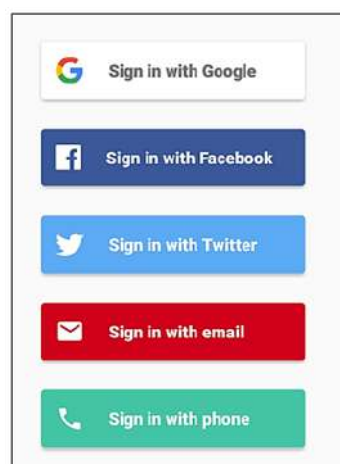 Sign in with Google
Sign in with Facebook
Sign in with Twitter
Sign in with email
Sign in with phone